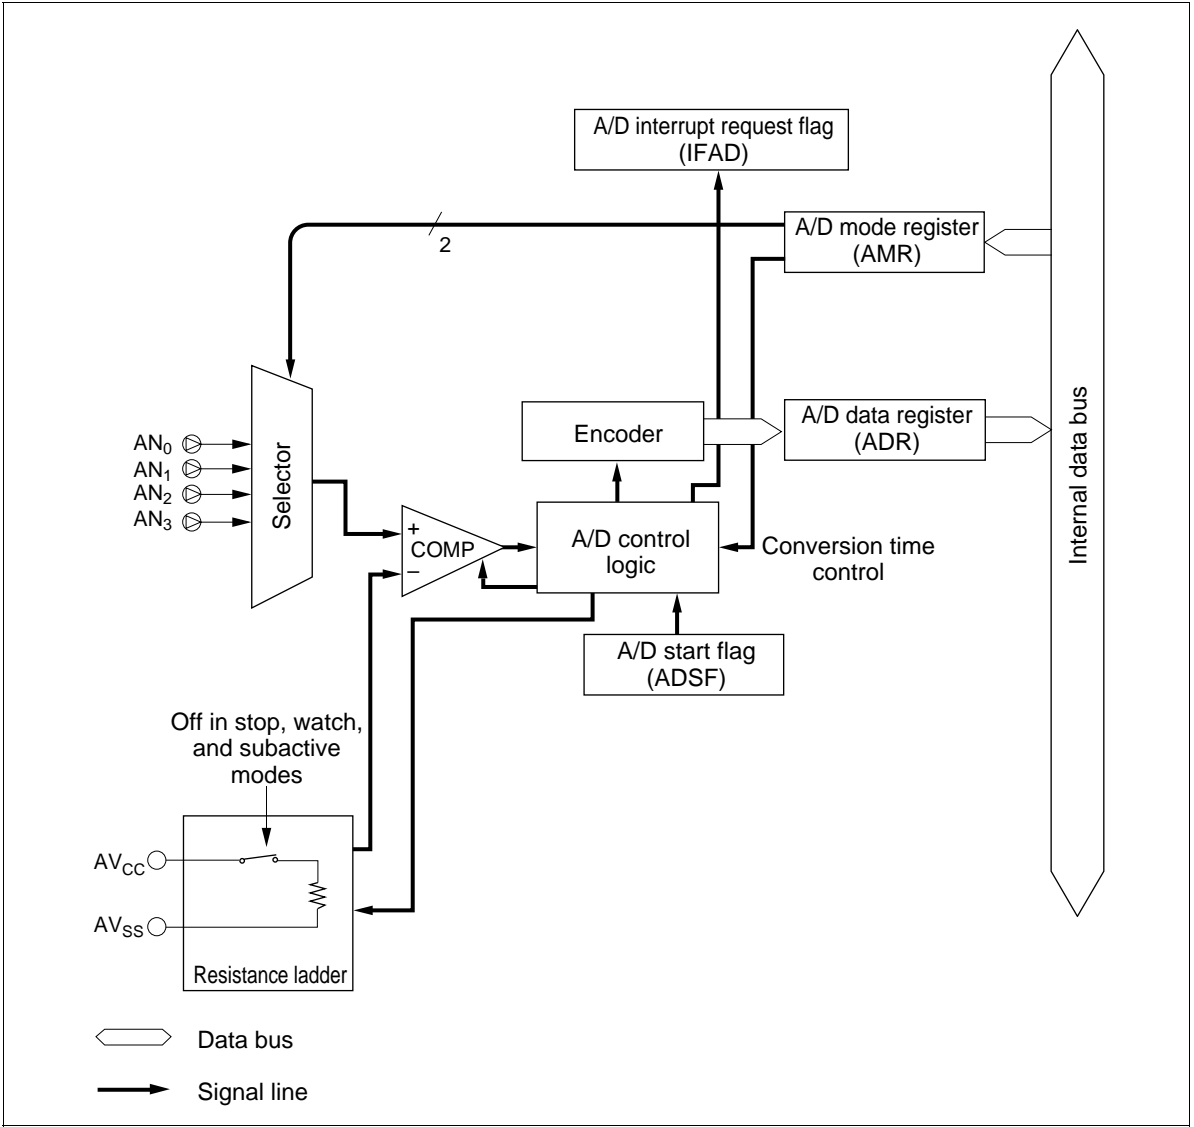 A/D interrupt request flag
(IFAD)
2
A/D mode register
(AMR)
AN0
AN1
AN2
AN3
Selector
Encoder
A/D data register
(ADR)
Internal data bus
+
COMP
–
A/D control
logic
Conversion time
control
A/D start flag
(ADSF)
Off in stop, watch,
and subactive
modes
AVCC
AVSS
Resistance ladder
Data bus
Signal line